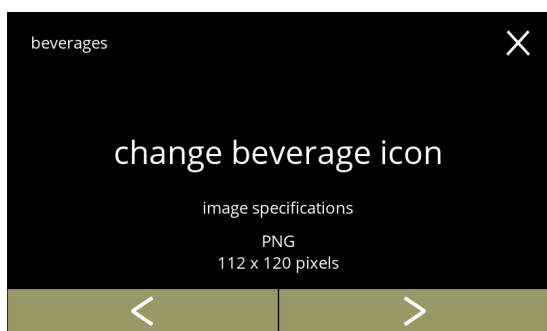 beverages
change beverage icon
image specifications
PNG
112 x 120 pixels